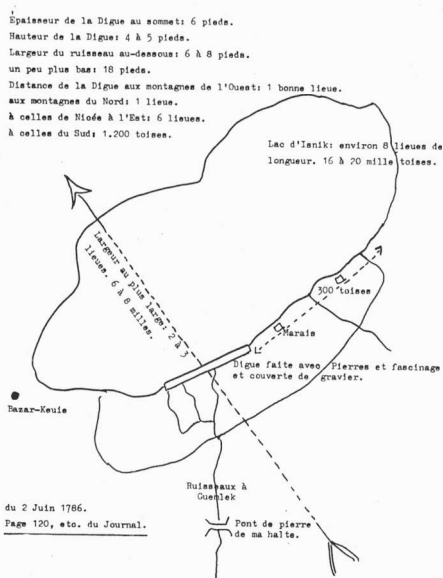 Épaisseur de la Digue au sommet: 6 pieds.
Hauteur de la Digue: 4 à 5 pieds.
Largeur du ruisseau au-dessous: 6 à 8 pieds.
un peu plus bas: 18 pieds.
Distance de la Digue aux montagnes de l'Ouest: 1 bonne lieue.
aux montagnes du Nord: 1 lieue.
à celles de Nicée à l'Est: 6 lieues.
à celles du Sud: 1.200 toises.
Lac d'Isnik: environ 8 lieues de
longueur. 16 à 20 mille toises.
Largeur au plus large: 2 à 3
lieues. 6 à 8 milles.
300 toises
Marais
Digue faite avec Pierres et fascinage
et couverte de gravier.
Bazar-Keuie
Ruisseaux à
Guemlek
du 2 Juin 1786.
Page 120, etc. du Journal.
Pont de pierre
de ma halte.